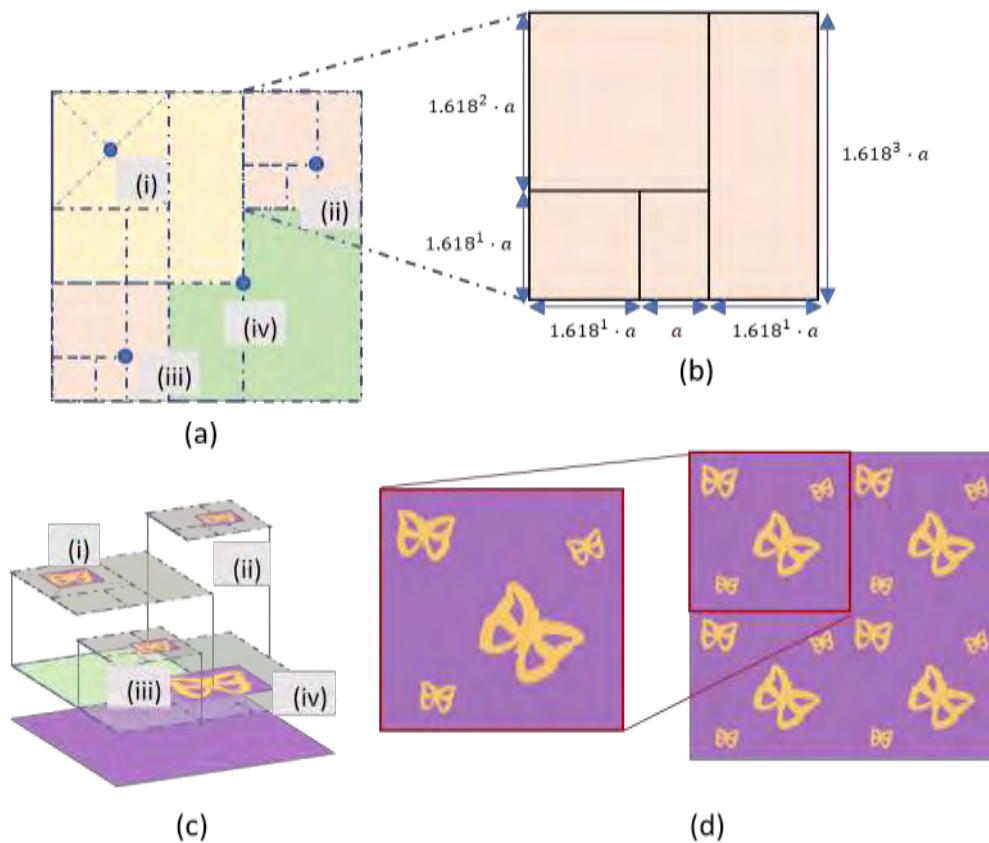 (i)
(ii)
(iii)
(iv)
(a)
1.618² · a
1.618¹ · a
1.618³ · a
1.618¹ · a
a
1.618¹ · a
(b)
(i)
(ii)
(iii)
(iv)
(c)
(d)